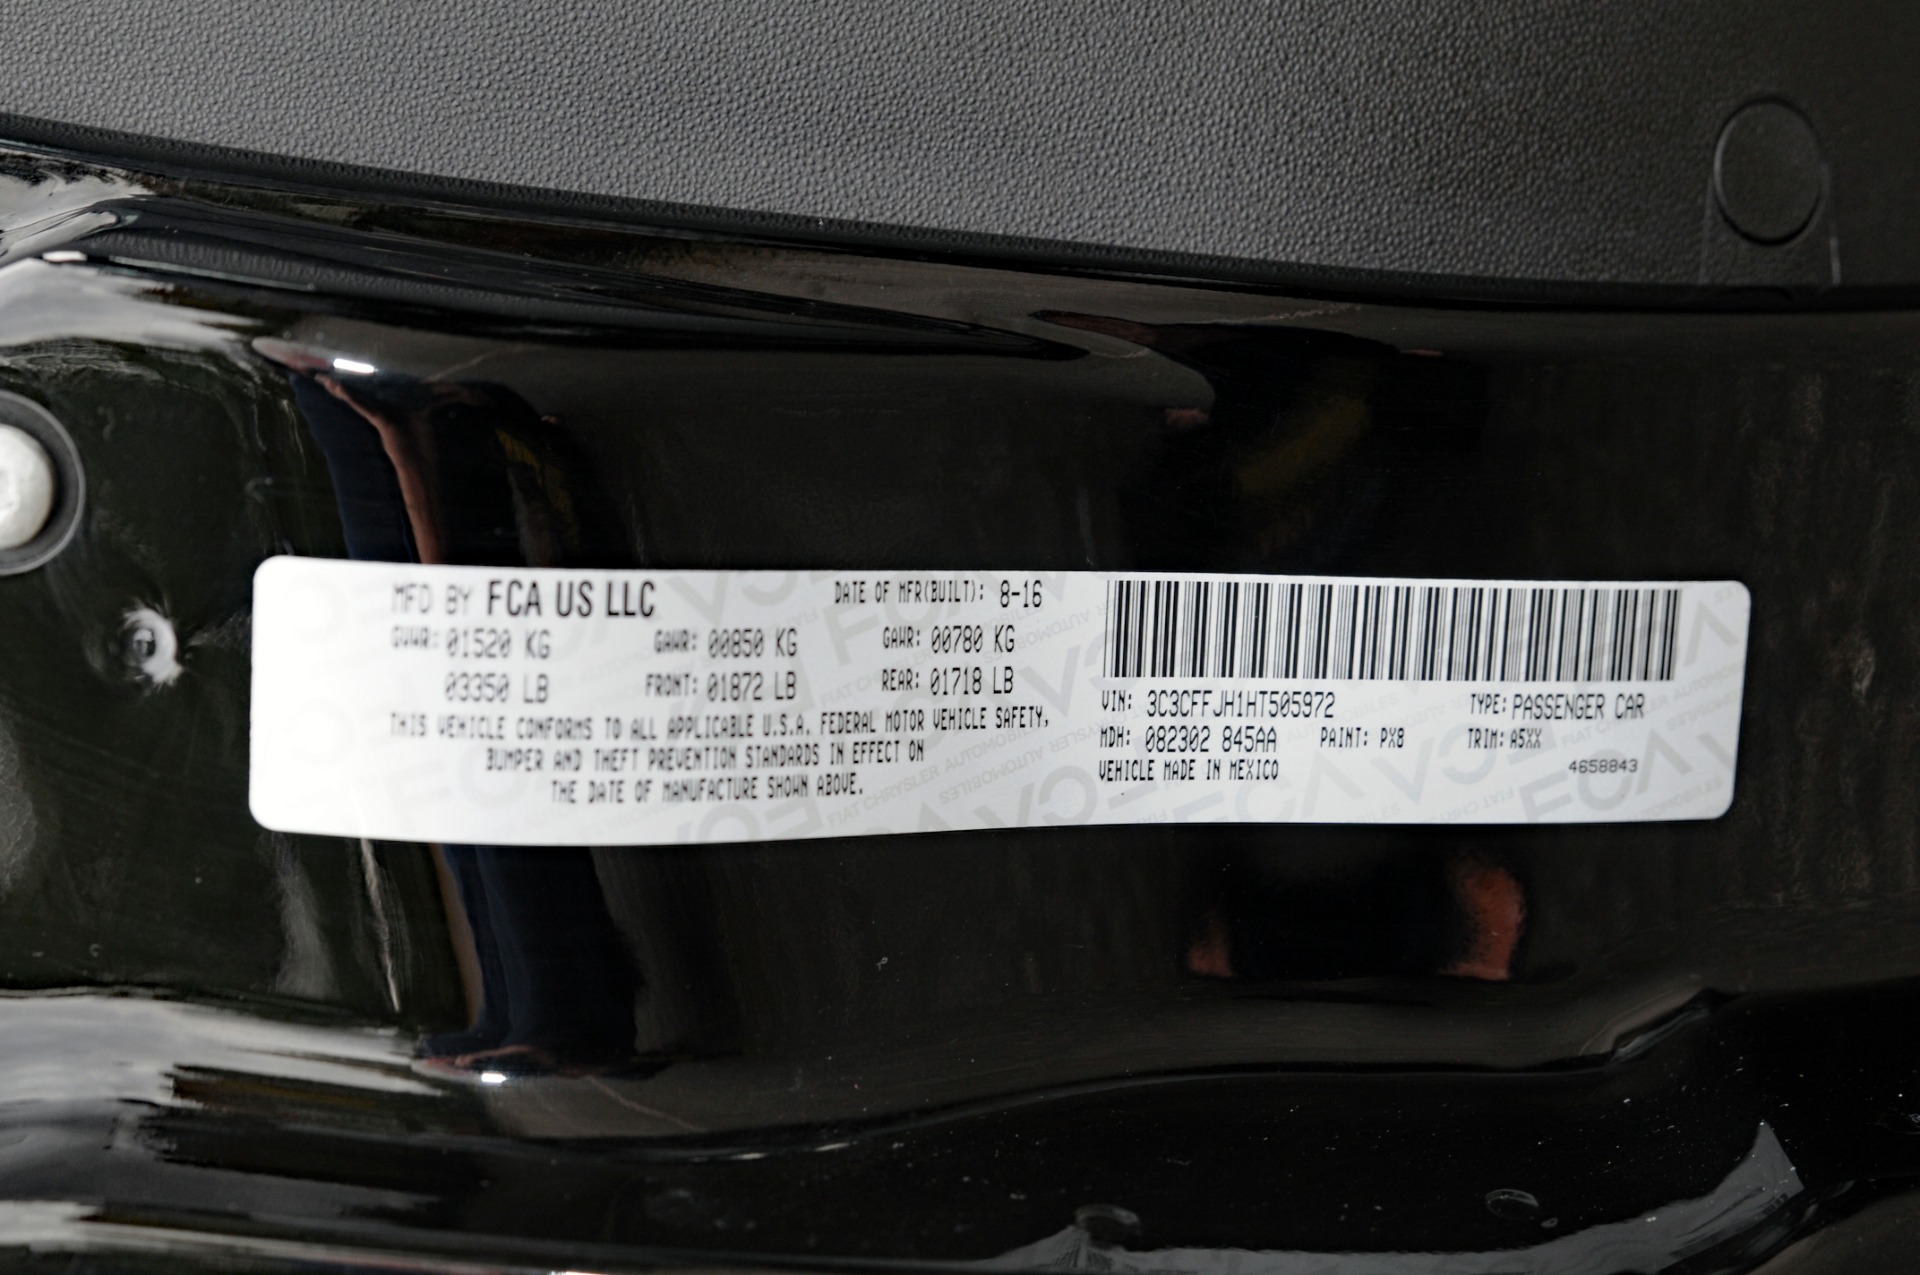 MFD BY FCA US LLC DATE OF MFR(BUILT): 8-16
GVWR: 01520 KG GAWR: 00850 KG GAWR: 00780 KG
03350 LB FRONT: 01872 LB REAR: 01718 LB
THIS VEHICLE CONFORMS TO ALL APPLICABLE U.S.A. FEDERAL MOTOR VEHICLE SAFETY,
BUMPER AND THEFT PREVENTION STANDARDS IN EFFECT ON
THE DATE OF MANUFACTURE SHOWN ABOVE.
VIN: 3C3CFFJH1HT505972 TYPE: PASSENGER CAR
MDH: 082302 845AA PAINT: PX8 TRIM: A5XX
VEHICLE MADE IN MEXICO 4658843